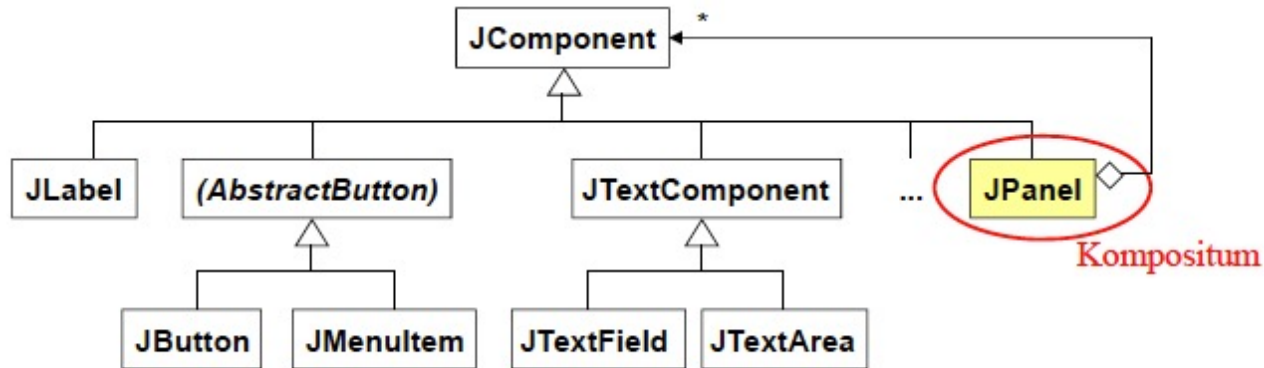 *
JComponent
JLabel
(AbstractButton)
JTextComponent
...
JPanel
Kompositum
JButton
JMenuItem
JTextField
JTextArea